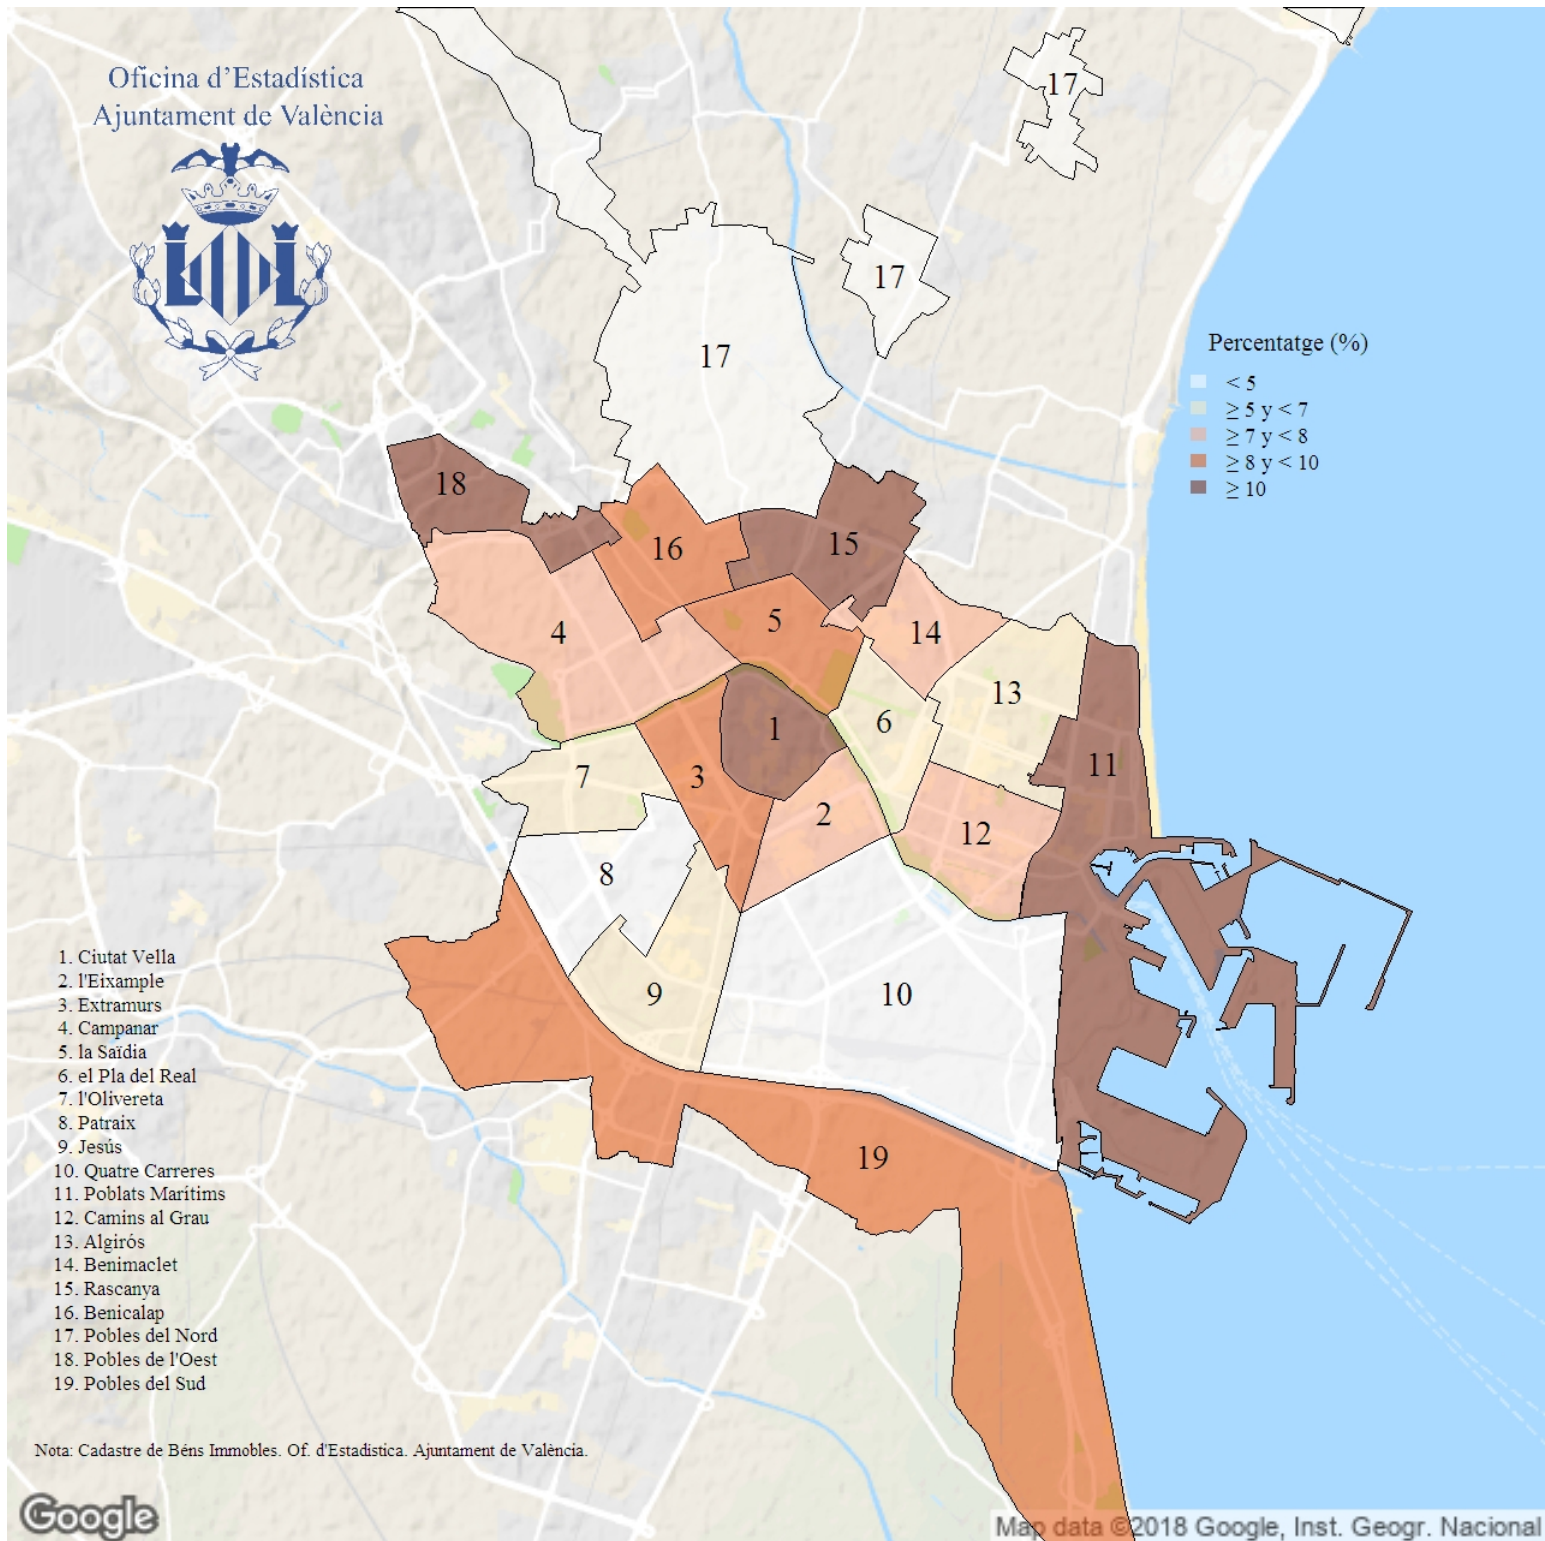 Oficina d'Estadística
Ajuntament de València
17
17
17
Percentatge (%)
< 5
≥ 5 y < 7
≥ 7 y < 8
≥ 8 y < 10
≥ 10
18
16
15
4
5
14
13
6
1
11
7
3
2
12
8
9
10
19
1. Ciutat Vella
2. l'Eixample
3. Extramurs
4. Campanar
5. la Saïdia
6. el Pla del Real
7. l'Olivereta
8. Patraix
9. Jesús
10. Quatre Carreres
11. Poblats Marítims
12. Camins al Grau
13. Algirós
14. Benimaclet
15. Rascanya
16. Benicalap
17. Pobles del Nord
18. Pobles de l'Oest
19. Pobles del Sud
Nota: Cadastre de Béns Immobles. Of. d'Estadistica. Ajuntament de València.
Google
Map data ©2018 Google, Inst. Geogr. Nacional